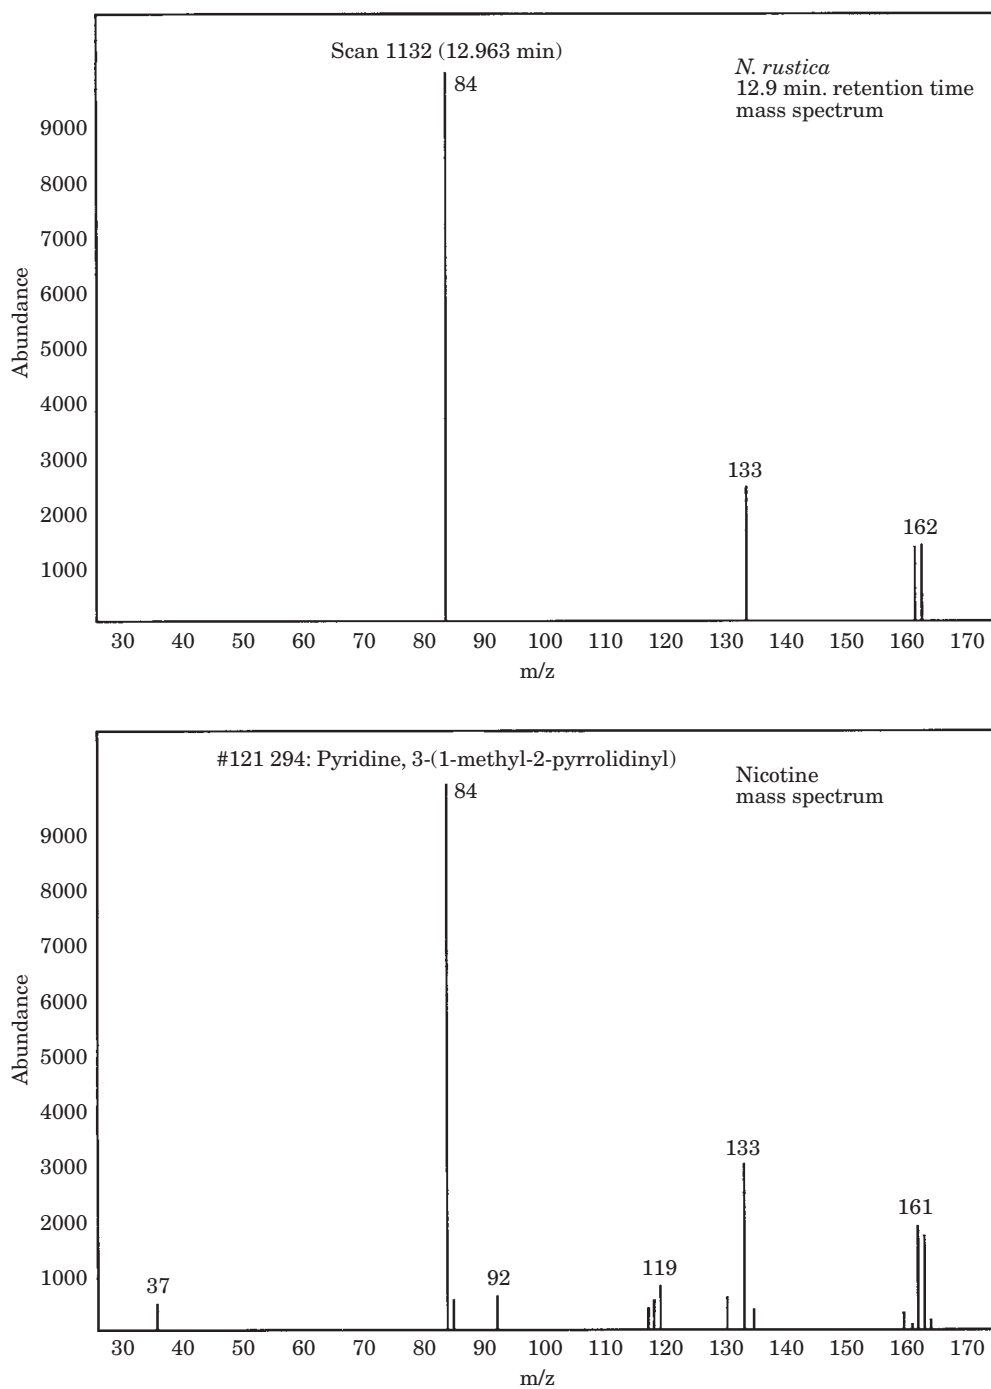 Scan 1132 (12.963 min)
84
N. rustica
12.9 min. retention time
mass spectrum
9000
8000
7000
6000
5000
4000
3000
2000
1000
Abundance
133
162
30 40 50 60 70 80 90 100 110 120 130 140 150 160 170
m/z
#121 294: Pyridine, 3-(1-methyl-2-pyrrolidinyl)
84
Nicotine
mass spectrum
9000
8000
7000
6000
5000
4000
3000
2000
1000
Abundance
37
92
119
133
161
30 40 50 60 70 80 90 100 110 120 130 140 150 160 170
m/z